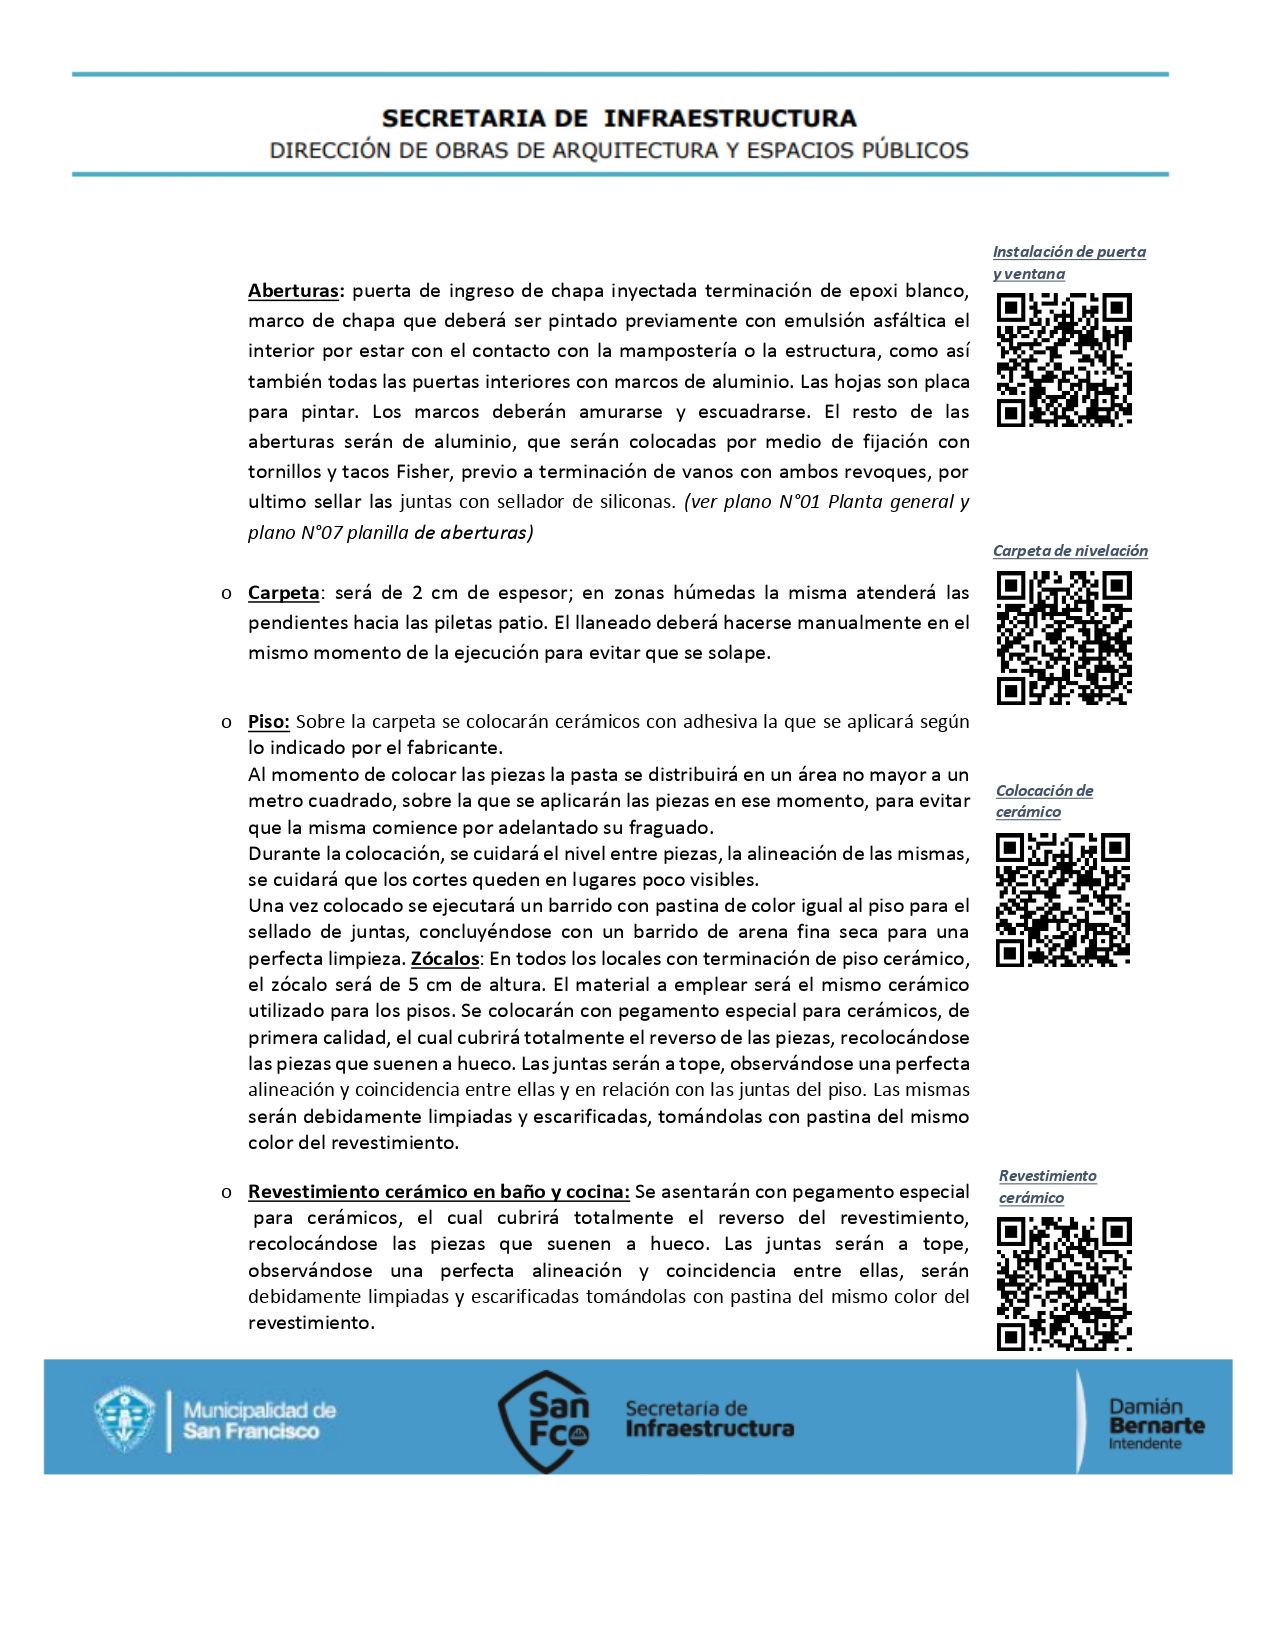 SECRETARIA DE INFRAESTRUCTURA
DIRECCIÓN DE OBRAS DE ARQUITECTURA Y ESPACIOS PÚBLICOS
Instalación de puerta
y ventana
Aberturas: puerta de ingreso de chapa inyectada terminación de epoxi blanco,
marco de chapa que deberá ser pintado previamente con emulsión asfáltica el
interior por estar con el contacto con la mampostería o la estructura, como así
también todas las puertas interiores con marcos de aluminio. Las hojas son placa
para pintar. Los marcos deberán amurarse y escuadrarse. El resto de las
aberturas serán de aluminio, que serán colocadas por medio de fijación con
tornillos y tacos Fisher, previo a terminación de vanos con ambos revoques, por
ultimo sellar las juntas con sellador de siliconas. (ver plano N°01 Planta general y
plano N°07 planilla de aberturas)
Carpeta de nivelación
o Carpeta: será de 2 cm de espesor; en zonas húmedas la misma atenderá las
pendientes hacia las piletas patio. El llaneado deberá hacerse manualmente en el
mismo momento de la ejecución para evitar que se solape.
o Piso: Sobre la carpeta se colocarán cerámicos con adhesiva la que se aplicará según
lo indicado por el fabricante.
Al momento de colocar las piezas la pasta se distribuirá en un área no mayor a un
metro cuadrado, sobre la que se aplicarán las piezas en ese momento, para evitar
que la misma comience por adelantado su fraguado.
Durante la colocación, se cuidará el nivel entre piezas, la alineación de las mismas,
se cuidará que los cortes queden en lugares poco visibles.
Una vez colocado se ejecutará un barrido con pastina de color igual al piso para el
sellado de juntas, concluyéndose con un barrido de arena fina seca para una
perfecta limpieza. Zócalos: En todos los locales con terminación de piso cerámico,
el zócalo será de 5 cm de altura. El material a emplear será el mismo cerámico
utilizado para los pisos. Se colocarán con pegamento especial para cerámicos, de
primera calidad, el cual cubrirá totalmente el reverso de las piezas, recolocándose
las piezas que suenen a hueco. Las juntas serán a tope, observándose una perfecta
alineación y coincidencia entre ellas y en relación con las juntas del piso. Las mismas
serán debidamente limpiadas y escarificadas, tomándolas con pastina del mismo
color del revestimiento.
Colocación de
cerámico
o Revestimiento cerámico en baño y cocina: Se asentarán con pegamento especial
para cerámicos, el cual cubrirá totalmente el reverso del revestimiento,
recolocándose las piezas que suenen a hueco. Las juntas serán a tope,
observándose una perfecta alineación y coincidencia entre ellas, serán
debidamente limpiadas y escarificadas tomándolas con pastina del mismo color del
revestimiento.
Revestimiento
cerámico
Municipalidad de
San Francisco
San
Fco
Secretaría de
Infraestructura
Damián
Bernarte
Intendente